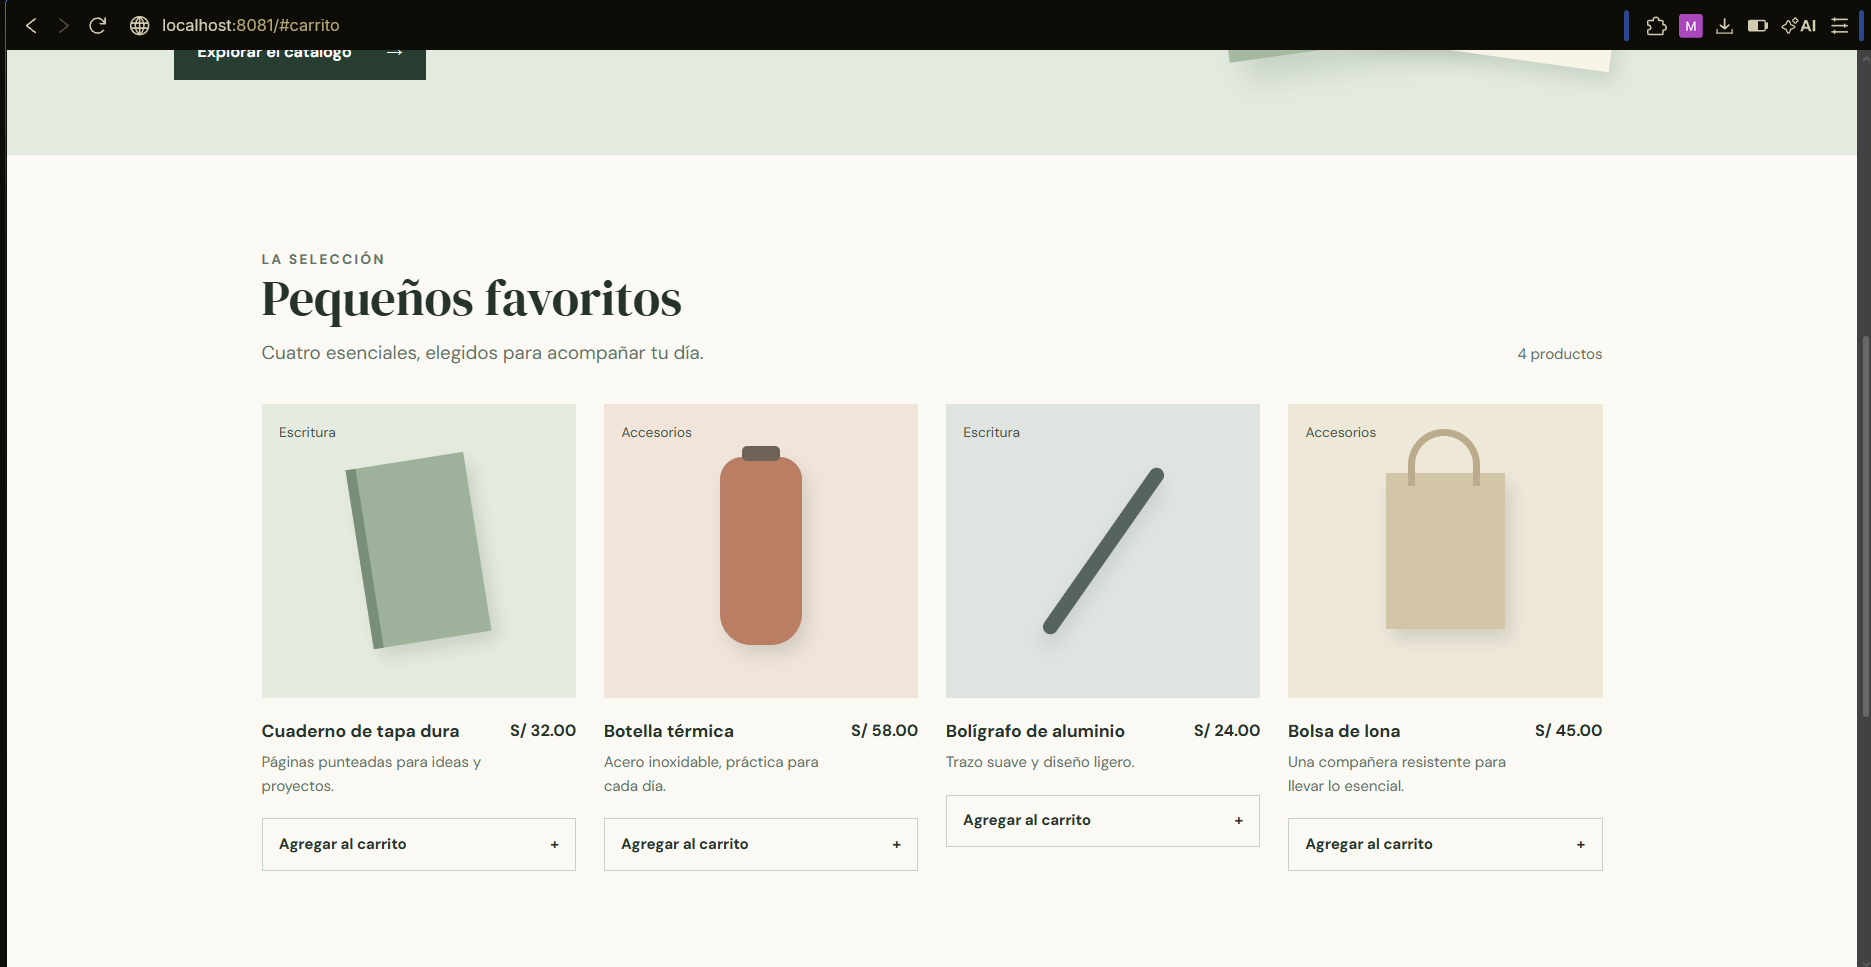 localhost:8081/#carrito
M
AI
Explorar el catálogo →
LA SELECCIÓN
Pequeños favoritos
Cuatro esenciales, elegidos para acompañar tu día.
4 productos
Escritura
Accesorios
Escritura
Accesorios
Cuaderno de tapa dura S/ 32.00
Páginas punteadas para ideas y
proyectos.
Agregar al carrito +
Botella térmica S/ 58.00
Acero inoxidable, práctica para
cada día.
Agregar al carrito +
Bolígrafo de aluminio S/ 24.00
Trazo suave y diseño ligero.
Agregar al carrito +
Bolsa de lona S/ 45.00
Una compañera resistente para
llevar lo esencial.
Agregar al carrito +